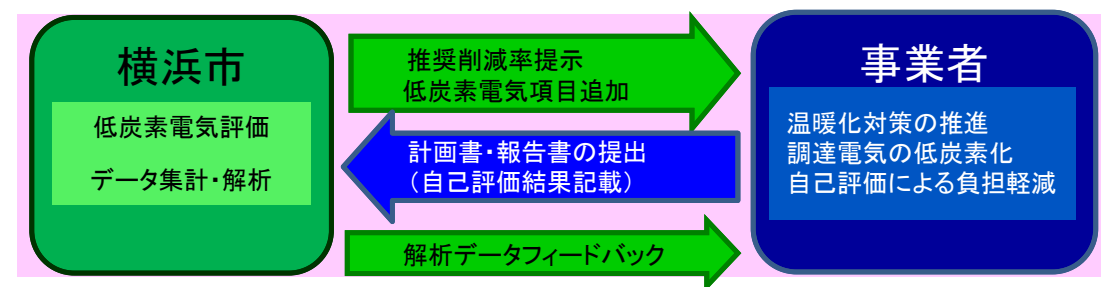 横浜市
低炭素電気評価
データ集計・解析
推奨削減率提示
低炭素電気項目追加
計画書・報告書の提出
（自己評価結果記載）
解析データフィードバック
事業者
温暖化対策の推進
調達電気の低炭素化
自己評価による負担軽減